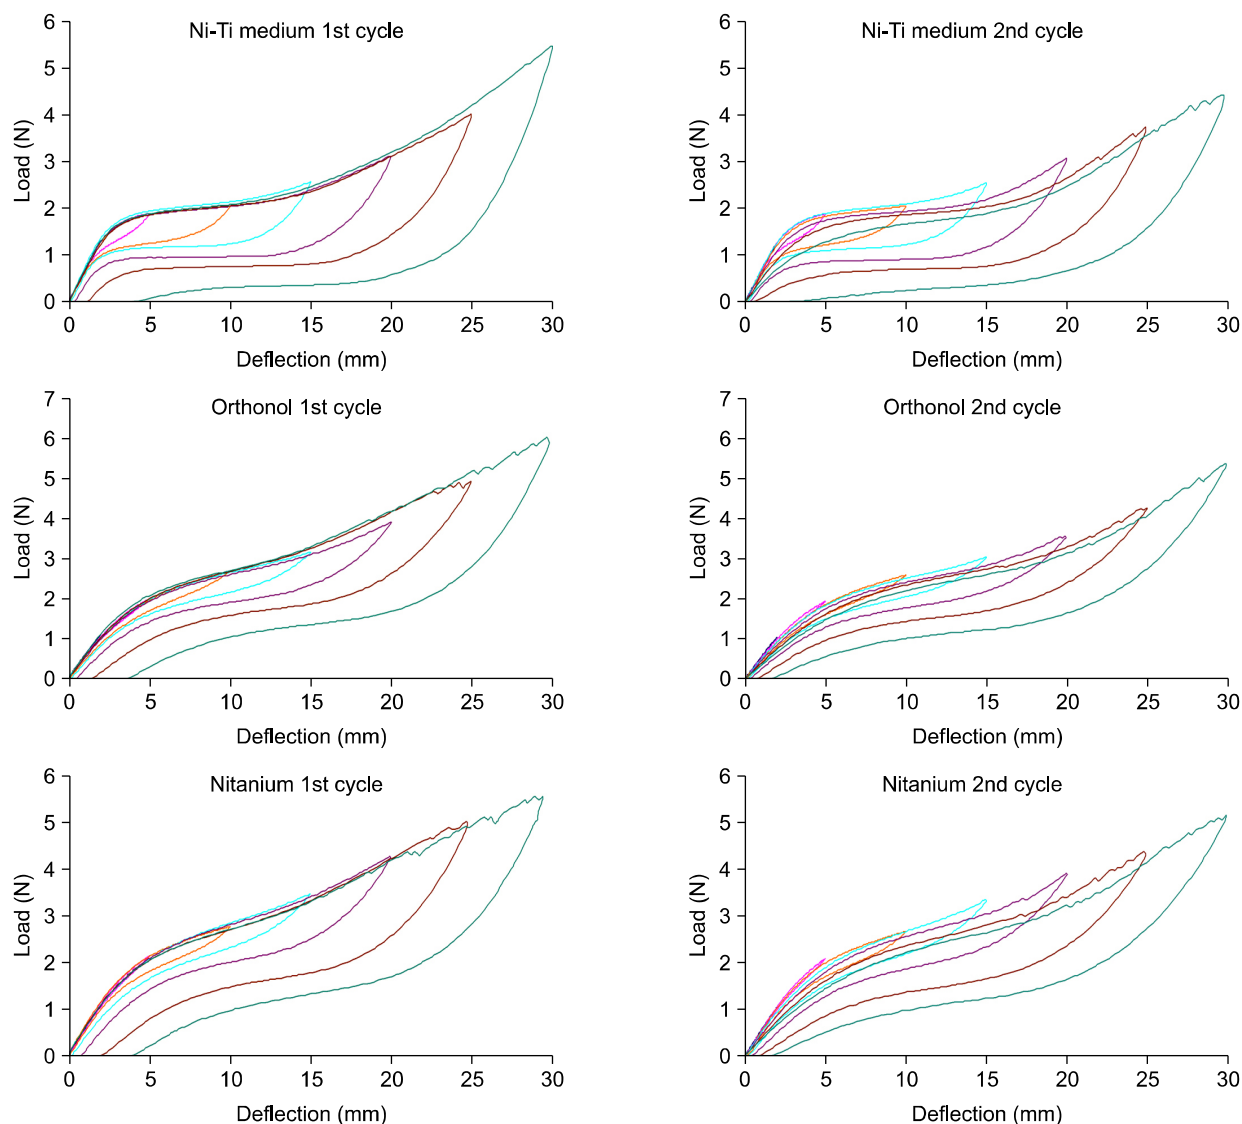 Ni-Ti medium 1st cycle
Load (N)
6
5
4
3
2
1
0
0 5 10 15 20 25 30
Deflection (mm)
Ni-Ti medium 2nd cycle
Load (N)
6
5
4
3
2
1
0
0 5 10 15 20 25 30
Deflection (mm)
Orthonol 1st cycle
Load (N)
7
6
5
4
3
2
1
0
0 5 10 15 20 25 30
Deflection (mm)
Orthonol 2nd cycle
Load (N)
7
6
5
4
3
2
1
0
0 5 10 15 20 25 30
Deflection (mm)
Nitanium 1st cycle
Load (N)
6
5
4
3
2
1
0
0 5 10 15 20 25 30
Deflection (mm)
Nitanium 2nd cycle
Load (N)
6
5
4
3
2
1
0
0 5 10 15 20 25 30
Deflection (mm)